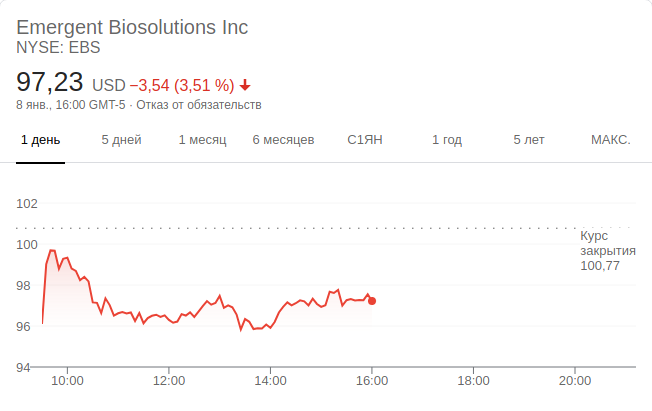 Emergent Biosolutions Inc
NYSE: EBS
97,23 USD −3,54 (3,51 %)
8 янв., 16:00 GMT-5 · Отказ от обязательств
1 день 5 дней 1 месяц 6 месяцев С1ЯН 1 год 5 лет МАКС.
102
100
98
96
94
Курс
закрытия
100,77
10:00 12:00 14:00 16:00 18:00 20:00